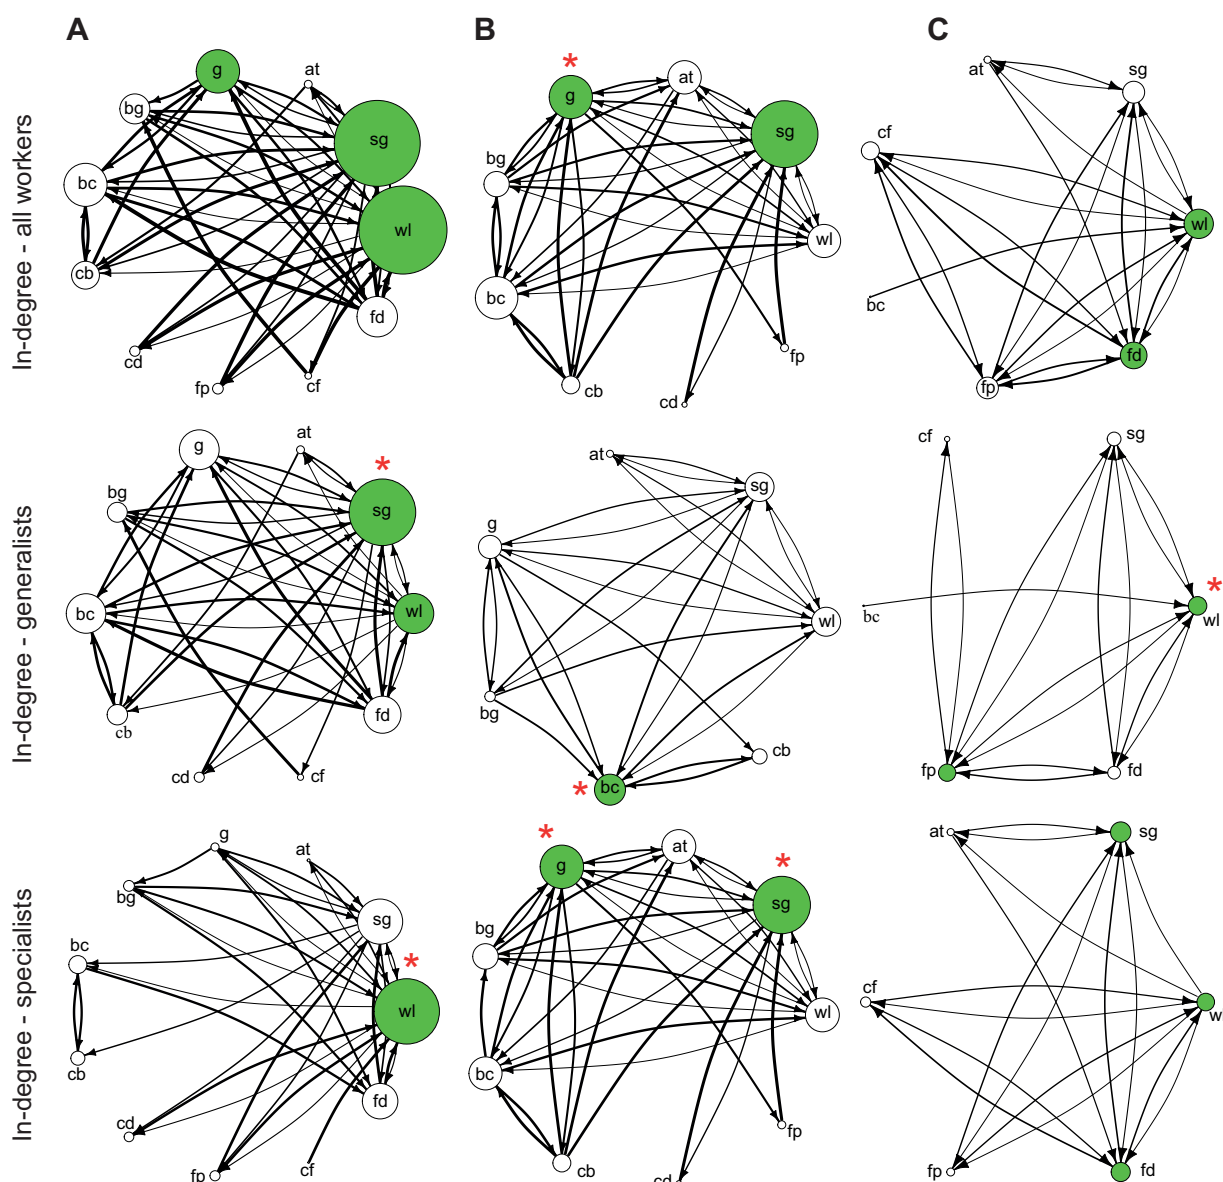 A
B
C
In-degree - all workers
g
at
bg
sg
bc
wl
cb
fd
cd
fp
cf
*
g
at
sg
bg
bc
wl
cb
fp
cd
at
sg
cf
wl
bc
fd
fp
In-degree - generalists
g
at
*
bg
sg
bc
wl
cb
fd
cd
cf
at
sg
g
wl
bg
cb
* bc
cf
sg
*
bc
wl
fp
fd
In-degree - specialists
g
at
bg
sg
*
bc
wl
cb
fd
cd
fp
cf
*
g
at
*
sg
bg
wl
bc
cb
fp
cd
at
sg
cf
w
fp
fd